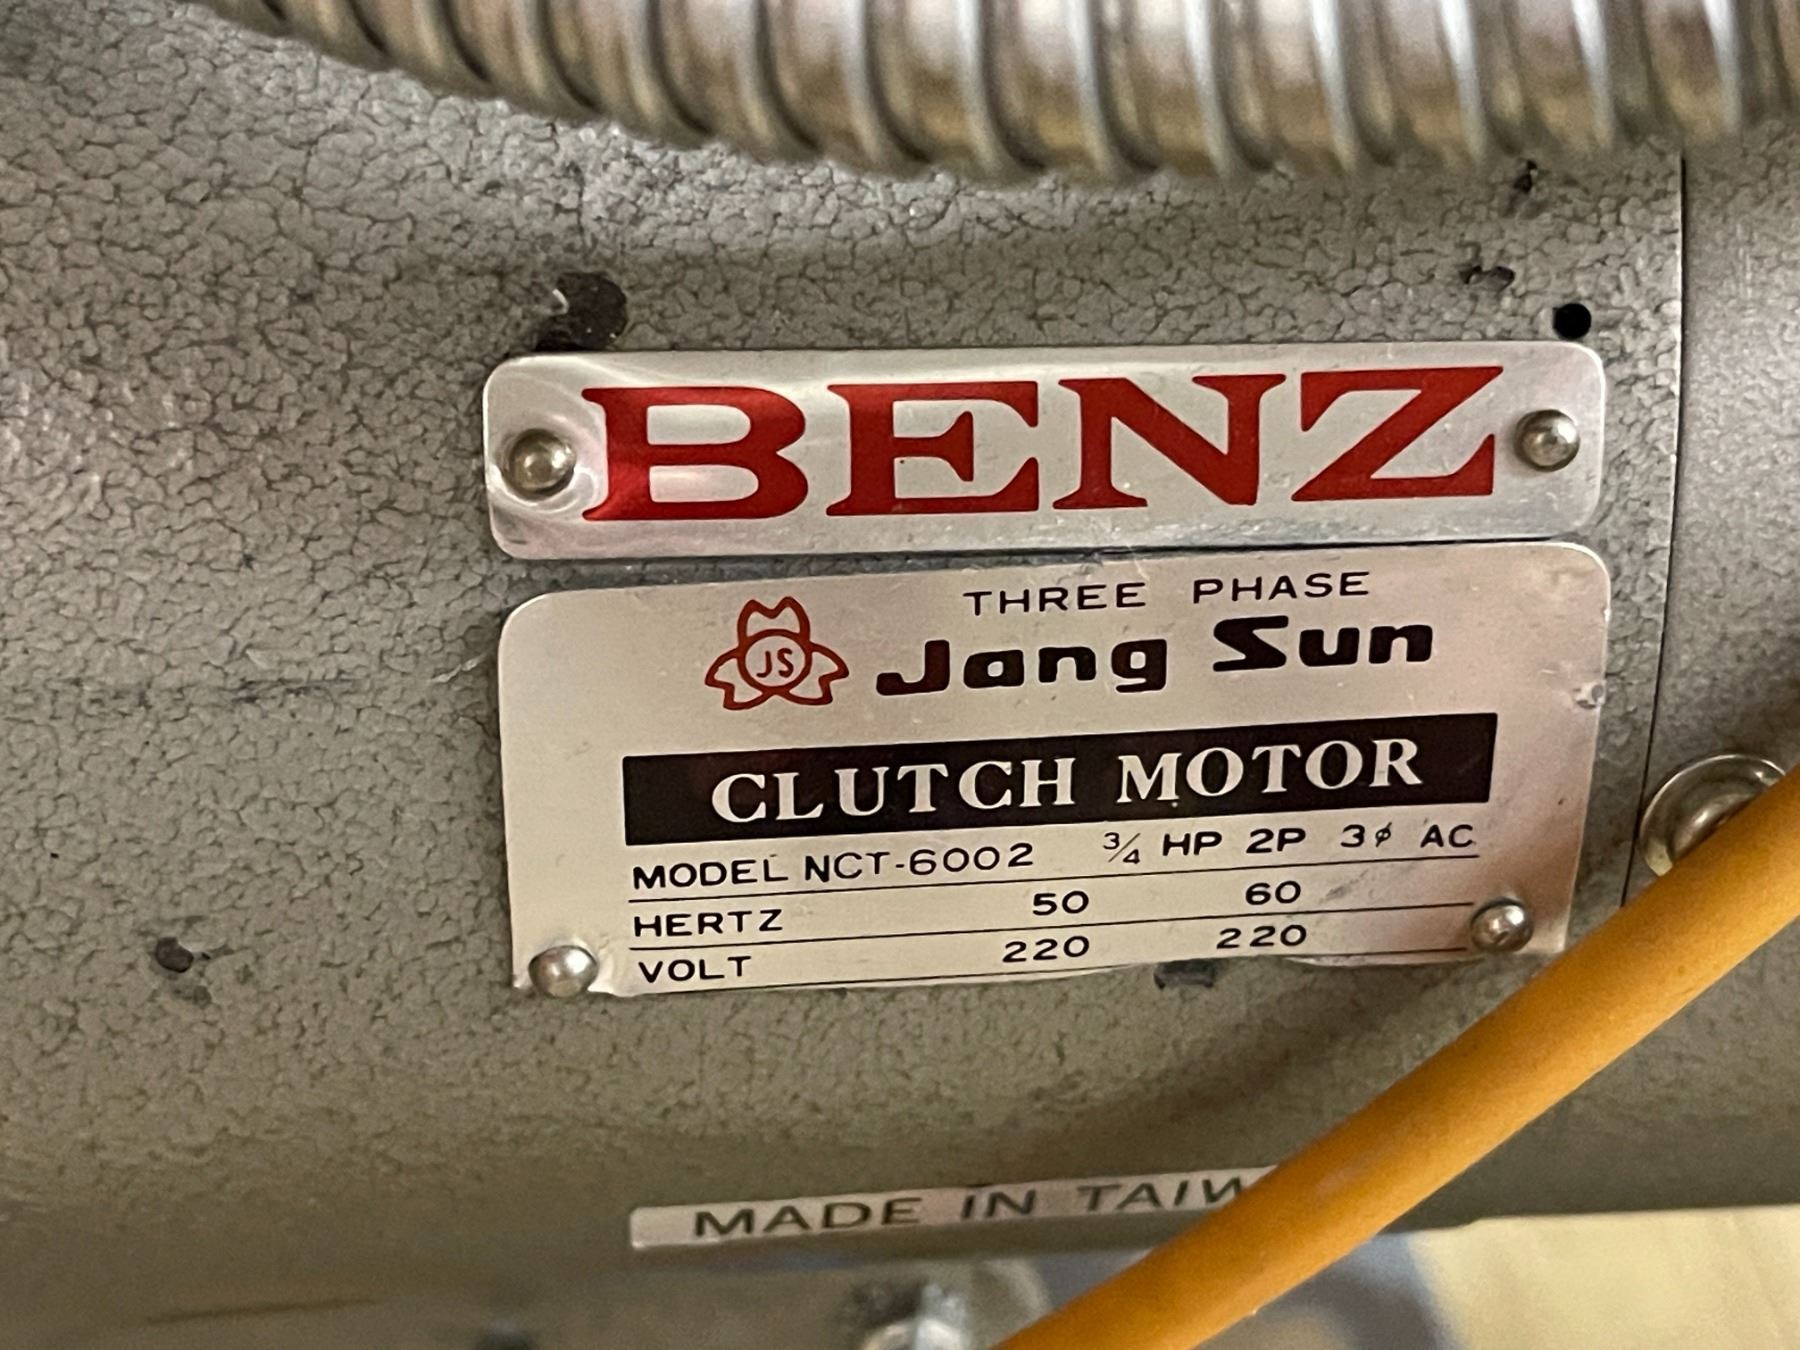 BENZ
THREE PHASE
JS Jang Sun
CLUTCH MOTOR
MODEL NCT-6002 3/4 HP 2P 3φ AC
HERTZ 50 60
VOLT 220 220
MADE IN